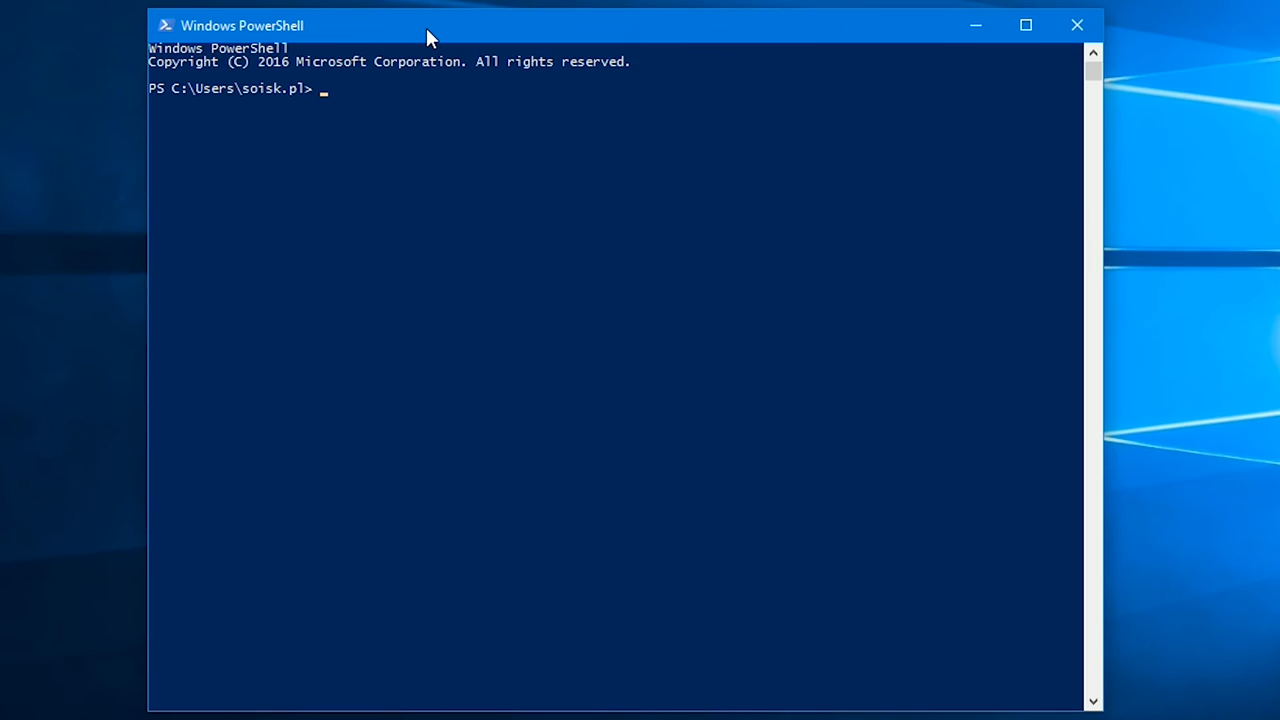 Windows PowerShell
Windows PowerShell
Copyright (C) 2016 Microsoft Corporation. All rights reserved.
PS C:\Users\soisk.pl> _